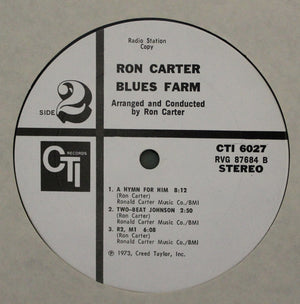 Radio Station
Copy
RON CARTER
BLUES FARM
Arranged and Conducted
by Ron Carter
SIDE 2
CTI 6027
RVG 87684 B
STEREO
CTI RECORDS
1. A HYMN FOR HIM 8:12
(Ron Carter)
Ronald Carter Music Co./BMI
2. TWO-BEAT JOHNSON 2:50
(Ron Carter)
Ronald Carter Music Co./BMI
3. R2, M1 6:08
(Ron Carter)
Ronald Carter Music Co./BMI
℗ 1973, Creed Taylor, Inc.